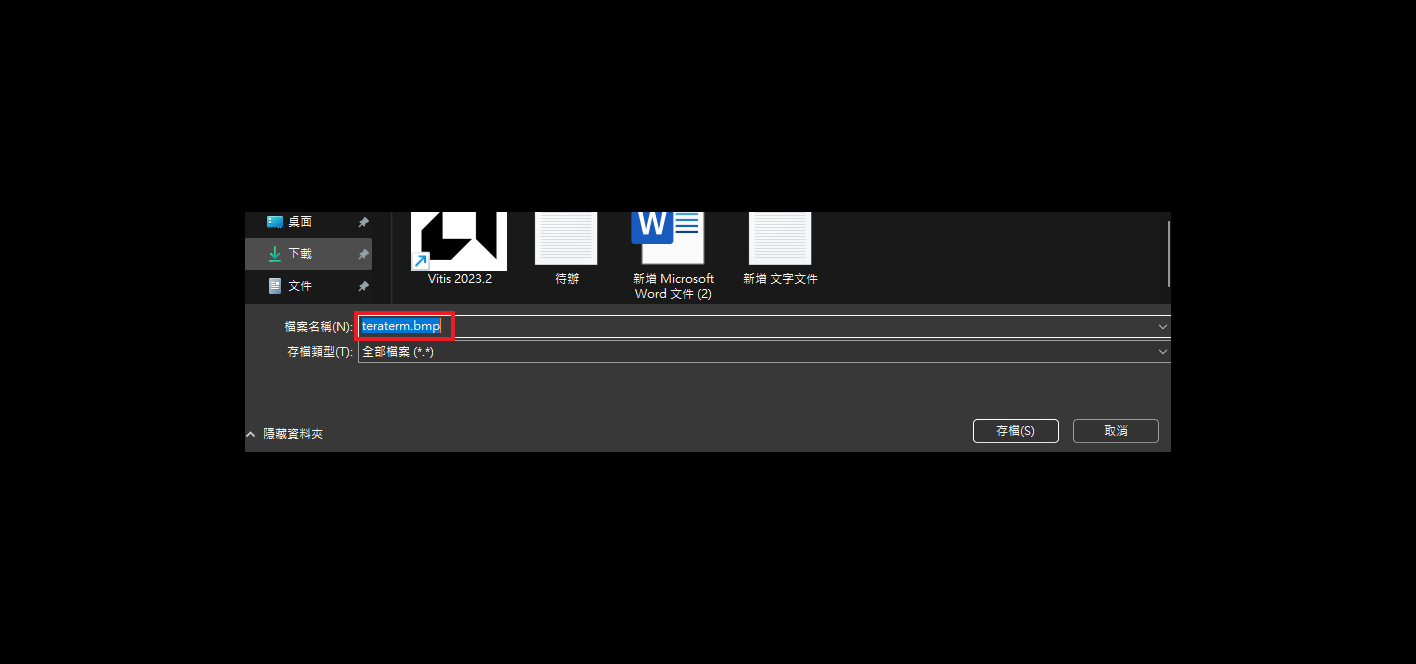 桌面
下載
文件
Vitis 2023.2
待辦
新增 Microsoft
Word 文件 (2)
新增 文字文件
檔案名稱(N):
teraterm.bmp
存檔類型(T):
全部檔案 (*.*)
隱藏資料夾
存檔(S)
取消